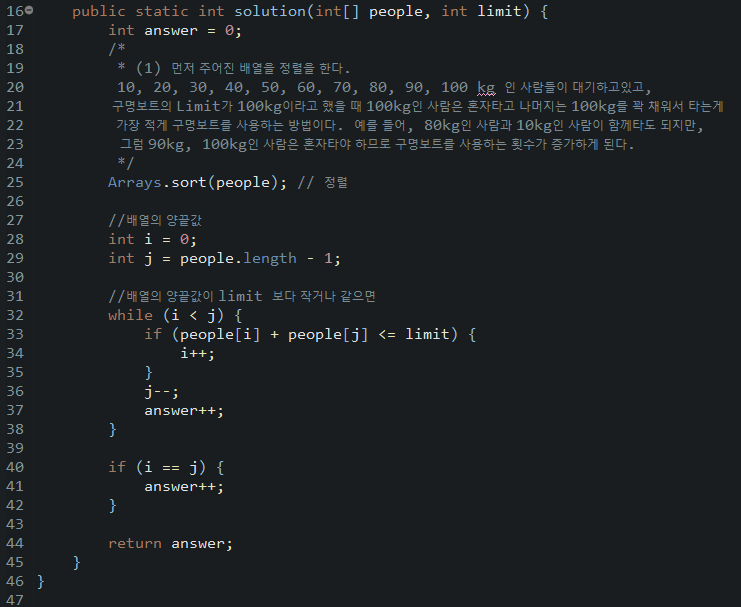 16 public static int solution(int[] people, int limit) {
17 int answer = 0;
18 /*
19 * (1) 먼저 주어진 배열을 정렬을 한다.
20 10, 20, 30, 40, 50, 60, 70, 80, 90, 100 kg 인 사람들이 대기하고있고,
21 구명보트의 Limit가 100kg이라고 했을 때 100kg인 사람은 혼자타고 나머지는 100kg를 꽉 채워서 타는게
22 가장 적게 구명보트를 사용하는 방법이다. 예를 들어, 80kg인 사람과 10kg인 사람이 함께타도 되지만,
23 그럼 90kg, 100kg인 사람은 혼자타야 하므로 구명보트를 사용하는 횟수가 증가하게 된다.
24 */
25 Arrays.sort(people); // 정렬
26
27 //배열의 양끝값
28 int i = 0;
29 int j = people.length - 1;
30
31 //배열의 양끝값이 limit 보다 작거나 같으면
32 while (i < j) {
33 if (people[i] + people[j] <= limit) {
34 i++;
35 }
36 j--;
37 answer++;
38 }
39
40 if (i == j) {
41 answer++;
42 }
43
44 return answer;
45 }
46 }
47